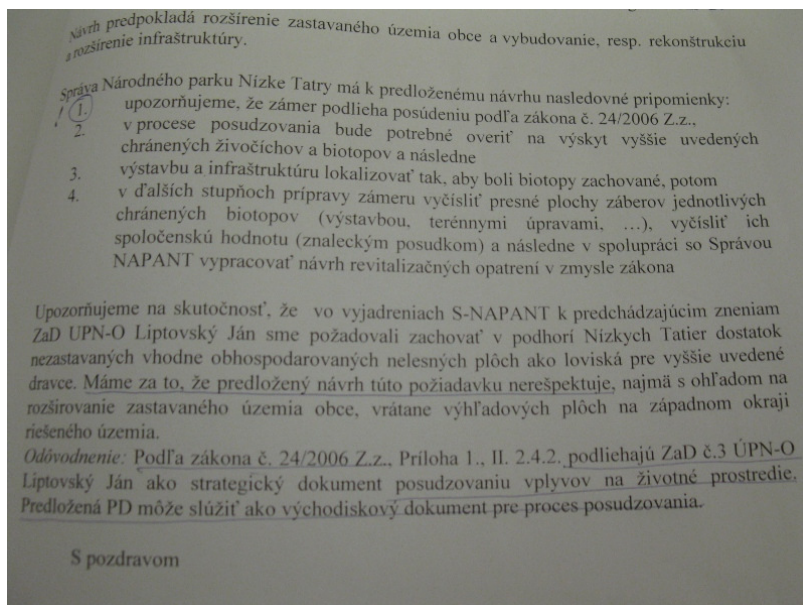 Návrh predpokladá rozšírenie zastavaného územia obce a vybudovanie, resp. rekonštrukciu
a rozšírenie infraštruktúry.
Správa Národného parku Nízke Tatry má k predloženému návrhu nasledovné pripomienky:
! 1. upozorňujeme, že zámer podlieha posúdeniu podľa zákona č. 24/2006 Z.z.,
2. v procese posudzovania bude potrebné overiť na výskyt vyššie uvedených
chránených živočíchov a biotopov a následne
3. výstavbu a infraštruktúru lokalizovať tak, aby boli biotopy zachované, potom
4. v ďalších stupňoch prípravy zámeru vyčísliť presné plochy záberov jednotlivých
chránených biotopov (výstavbou, terénnymi úpravami, ...), vyčísliť ich
spoločenskú hodnotu (znaleckým posudkom) a následne v spolupráci so Správou
NAPANT vypracovať návrh revitalizačných opatrení v zmysle zákona
Upozorňujeme na skutočnosť, že vo vyjadreniach S-NAPANT k predchádzajúcim zneniam
ZaD UPN-O Liptovský Ján sme požadovali zachovať v podhorí Nízkych Tatier dostatok
nezastavaných vhodne obhospodarovaných nelesných plôch ako loviská pre vyššie uvedené
dravce. Máme za to, že predložený návrh túto požiadavku nerešpektuje, najmä s ohľadom na
rozširovanie zastavaného územia obce, vrátane výhľadových plôch na západnom okraji
riešeného územia.
Odôvodnenie: Podľa zákona č. 24/2006 Z.z., Príloha 1., II. 2.4.2. podliehajú ZaD č.3 ÚPN-O
Liptovský Ján ako strategický dokument posudzovaniu vplyvov na životné prostredie.
Predložená PD môže slúžiť ako východiskový dokument pre proces posudzovania.
S pozdravom